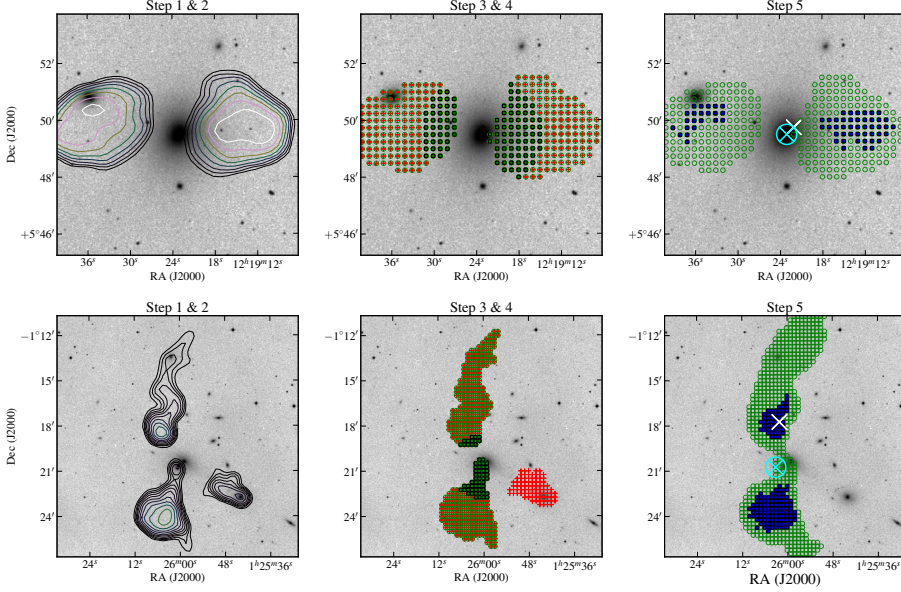 Step 1 & 2 Step 3 & 4 Step 5
52′ 52′ 52′
50′ 50′ 50′
48′ 48′ 48′
+5°46′ +5°46′ +5°46′
Dec (J2000)
36ˢ 30ˢ 24ˢ 18ˢ 12ʰ19ᵐ12ˢ 36ˢ 30ˢ 24ˢ 18ˢ 12ʰ19ᵐ12ˢ 36ˢ 30ˢ 24ˢ 18ˢ 12ʰ19ᵐ12ˢ
RA (J2000) RA (J2000) RA (J2000)
Step 1 & 2 Step 3 & 4 Step 5
−1°12′ −1°12′ −1°12′
15′ 15′ 15′
18′ 18′ 18′
21′ 21′ 21′
24′ 24′ 24′
Dec (J2000)
24ˢ 12ˢ 26ᵐ00ˢ 48ˢ 1ʰ25ᵐ36ˢ 24ˢ 12ˢ 26ᵐ00ˢ 48ˢ 1ʰ25ᵐ36ˢ 24ˢ 12ˢ 26ᵐ00ˢ 48ˢ 1ʰ25ᵐ36ˢ
RA (J2000) RA (J2000) RA (J2000)